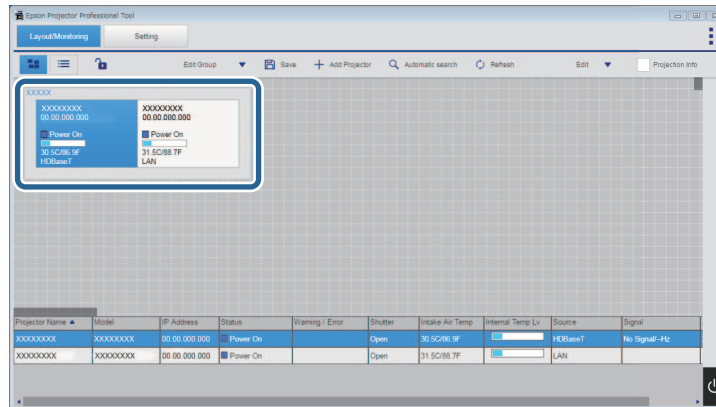 Epson Projector Professional Tool
Layout/Monitoring Setting
Edit Group Save Add Projector Automatic search Refresh Edit Projection Info
XXXXX
XXXXXXXX XXXXXXXX
00.00.000.000 00.00.000.000
Power On Power On
30.5C/86.9F 31.5C/88.7F
HDBaseT LAN
Projector Name Model IP Address Status Warning / Error Shutter Intake Air Temp Internal Temp Lv Source Signal
XXXXXXXX XXXXXXXX 00.00.000.000 Power On Open 30.5C/86.9F HDBaseT No Signal/--Hz
XXXXXXXX XXXXXXXX 00.00.000.000 Power On Open 31.5C/88.7F LAN